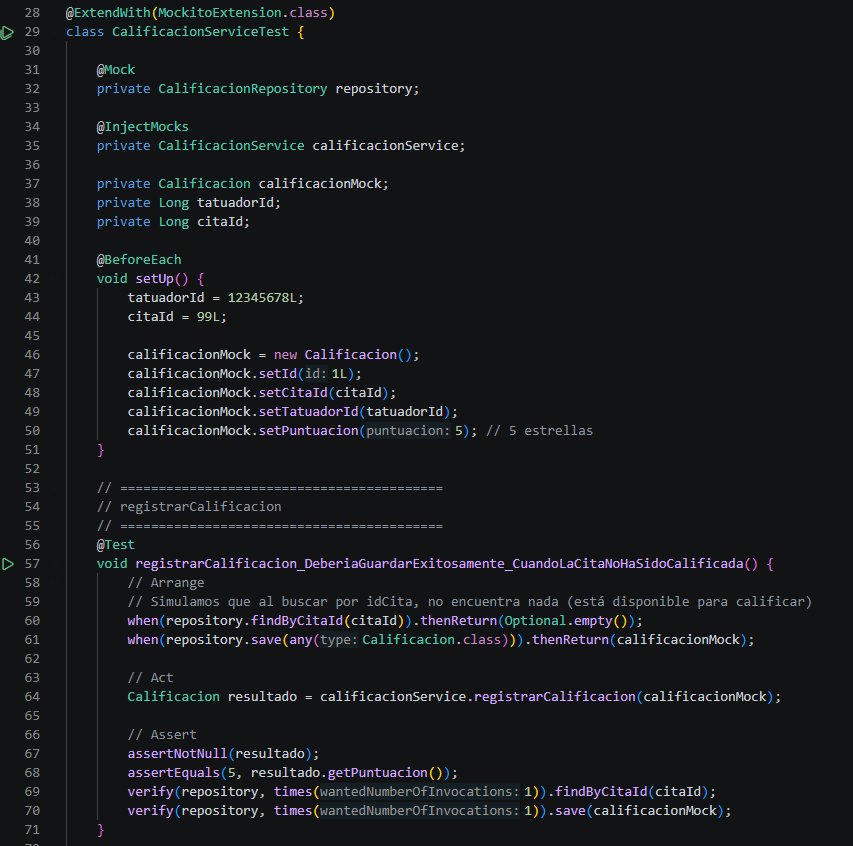 28 @ExtendWith(MockitoExtension.class)
29 class CalificacionServiceTest {
30
31 @Mock
32 private CalificacionRepository repository;
33
34 @InjectMocks
35 private CalificacionService calificacionService;
36
37 private Calificacion calificacionMock;
38 private Long tatuadorId;
39 private Long citaId;
40
41 @BeforeEach
42 void setUp() {
43 tatuadorId = 12345678L;
44 citaId = 99L;
45
46 calificacionMock = new Calificacion();
47 calificacionMock.setId(id: 1L);
48 calificacionMock.setCitaId(citaId);
49 calificacionMock.setTatuadorId(tatuadorId);
50 calificacionMock.setPuntuacion(puntuacion: 5); // 5 estrellas
51 }
52
53 // ==========================================
54 // registrarCalificacion
55 // ==========================================
56 @Test
57 void registrarCalificacion_DeberiaGuardarExitosamente_CuandoLaCitaNoHaSidoCalificada() {
58 // Arrange
59 // Simulamos que al buscar por idCita, no encuentra nada (está disponible para calificar)
60 when(repository.findByCitaId(citaId)).thenReturn(Optional.empty());
61 when(repository.save(any(type: Calificacion.class))).thenReturn(calificacionMock);
62
63 // Act
64 Calificacion resultado = calificacionService.registrarCalificacion(calificacionMock);
65
66 // Assert
67 assertNotNull(resultado);
68 assertEquals(5, resultado.getPuntuacion());
69 verify(repository, times(wantedNumberOfInvocations: 1)).findByCitaId(citaId);
70 verify(repository, times(wantedNumberOfInvocations: 1)).save(calificacionMock);
71 }